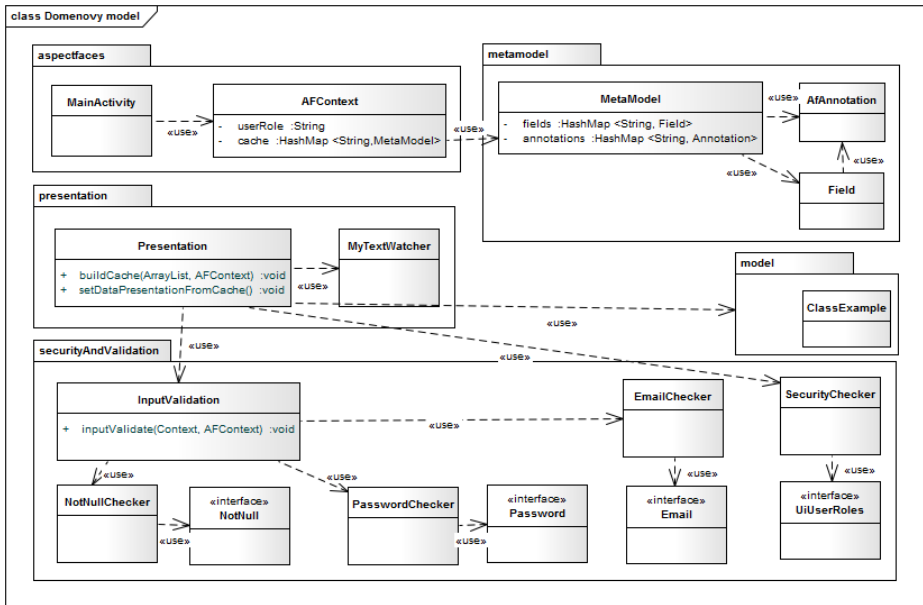 class Domenovy model
aspectfaces
MainActivity
«use»
AFContext
- userRole :String
- cache :HashMap <String,MetaModel>
«use»
metamodel
MetaModel
- fields :HashMap <String, Field>
- annotations :HashMap <String, Annotation>
«use»
AfAnnotation
«use»
«use»
Field
presentation
Presentation
+ buildCache(ArrayList, AFContext) :void
+ setDataPresentationFromCache() :void
«use»
MyTextWatcher
model
ClassExample
«use»
«use»
«use»
securityAndValidation
InputValidation
+ inputValidate(Context, AFContext) :void
«use»
EmailChecker
SecurityChecker
«use»
«use»
«use»
«use»
NotNullChecker
«use»
«interface»
NotNull
PasswordChecker
«use»
«interface»
Password
«interface»
Email
«interface»
UiUserRoles